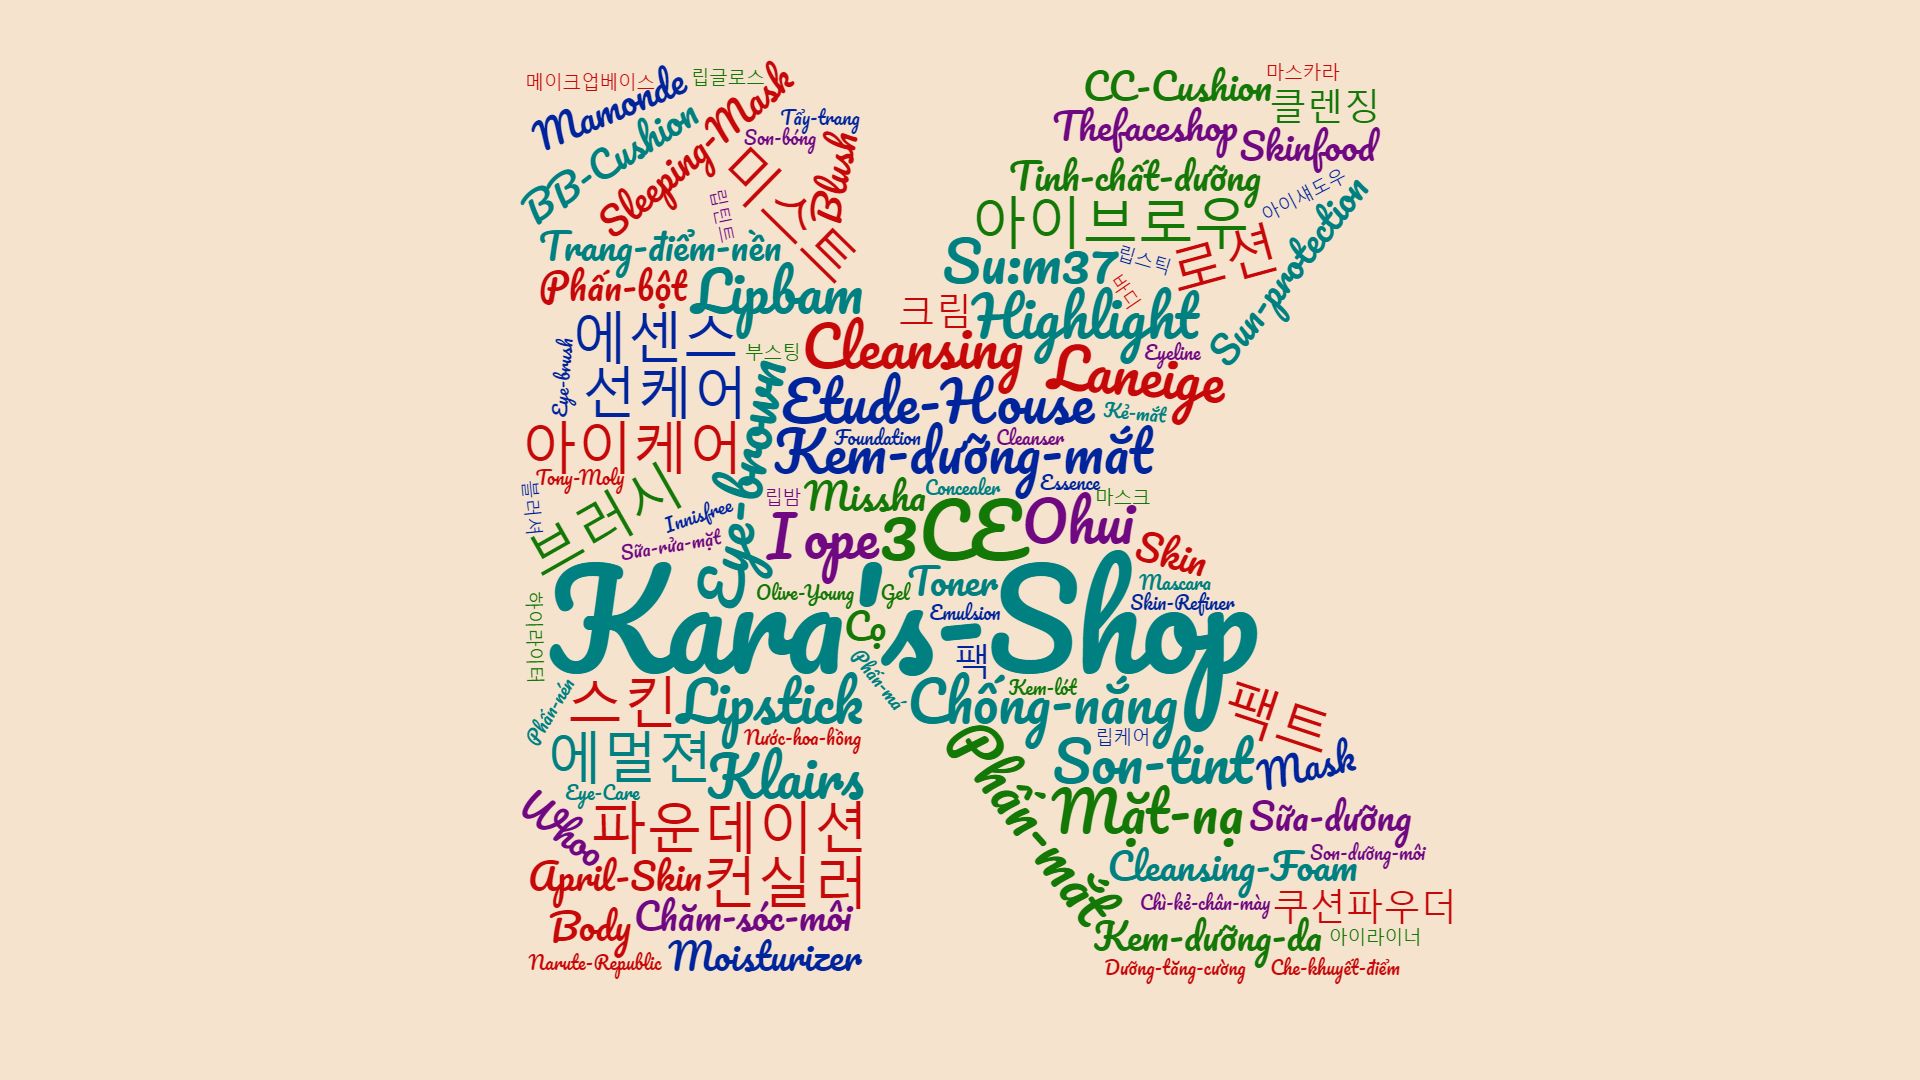 메이크업베이스
Mamonde
립글로스
BB-Cushion
Sleeping-Mask
Tẩy-trang
Son-bóng
미스트
Blush
립틴트
Trang-điểm-nền
Phấn-bột
Lipbam
에센스
부스팅
Eye-brush
선케어
아이케어
Eye-brown
Tony-Moly
블러셔
브러시
Innisfree
Sữa-rửa-mặt
CC-Cushion
마스카라
클렌징
Thefaceshop
Skinfood
Tinh-chất-dưỡng
아이섀도우
아이브로우
Sun-protection
Su:m37
립스틱
로션
바디
크림
Highlight
Cleansing
Eyeline
Laneige
Etude-House
Kẻ-mắt
Foundation
Cleanser
Kem-dưỡng-mắt
립밤
Missha
Concealer
Essence
마스크
I ope
3CE
Ohui
Skin
Olive-Young
Gel
Toner
Mascara
Skin-Refiner
Emulsion
Kara's-Shop
Cọ
팩
하이라이터
Phấn-má
Phấn-nén
스킨
Lipstick
Chống-nắng
Kem-lót
팩트
Nước-hoa-hồng
립케어
에멀젼
Klairs
Son-tint
Mask
Eye-Care
Phấn-mắt
Mặt-nạ
Sữa-dưỡng
Whoo
파운데이션
Son-dưỡng-môi
Cleansing-Foam
April-Skin
컨실러
Chì-kẻ-chân-mày
쿠션파우더
Body
Chăm-sóc-môi
Kem-dưỡng-da
아이라이너
Narute-Republic
Moisturizer
Dưỡng-tăng-cường
Che-khuyết-điểm